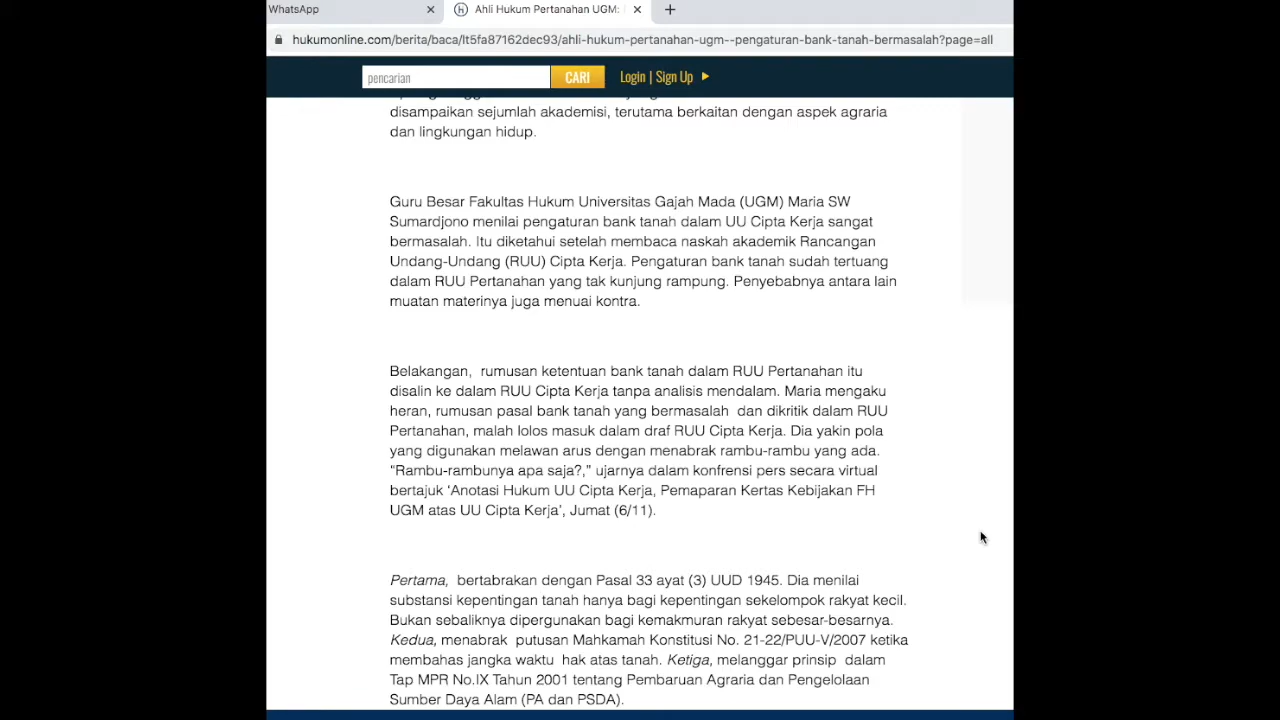 WhatsApp
Ahli Hukum Pertanahan UGM:
hukumonline.com/berita/baca/lt5fa87162dec93/ahli-hukum-pertanahan-ugm--pengaturan-bank-tanah-bermasalah?page=all
pencarian
CARI
Login | Sign Up
disampaikan sejumlah akademisi, terutama berkaitan dengan aspek agraria
dan lingkungan hidup.
Guru Besar Fakultas Hukum Universitas Gajah Mada (UGM) Maria SW
Sumardjono menilai pengaturan bank tanah dalam UU Cipta Kerja sangat
bermasalah. Itu diketahui setelah membaca naskah akademik Rancangan
Undang-Undang (RUU) Cipta Kerja. Pengaturan bank tanah sudah tertuang
dalam RUU Pertanahan yang tak kunjung rampung. Penyebabnya antara lain
muatan materinya juga menuai kontra.
Belakangan, rumusan ketentuan bank tanah dalam RUU Pertanahan itu
disalin ke dalam RUU Cipta Kerja tanpa analisis mendalam. Maria mengaku
heran, rumusan pasal bank tanah yang bermasalah dan dikritik dalam RUU
Pertanahan, malah lolos masuk dalam draf RUU Cipta Kerja. Dia yakin pola
yang digunakan melawan arus dengan menabrak rambu-rambu yang ada.
“Rambu-rambunya apa saja?,” ujarnya dalam konfrensi pers secara virtual
bertajuk ‘Anotasi Hukum UU Cipta Kerja, Pemaparan Kertas Kebijakan FH
UGM atas UU Cipta Kerja’, Jumat (6/11).
Pertama, bertabrakan dengan Pasal 33 ayat (3) UUD 1945. Dia menilai
substansi kepentingan tanah hanya bagi kepentingan sekelompok rakyat kecil.
Bukan sebaliknya dipergunakan bagi kemakmuran rakyat sebesar-besarnya.
Kedua, menabrak putusan Mahkamah Konstitusi No. 21-22/PUU-V/2007 ketika
membahas jangka waktu hak atas tanah. Ketiga, melanggar prinsip dalam
Tap MPR No.IX Tahun 2001 tentang Pembaruan Agraria dan Pengelolaan
Sumber Daya Alam (PA dan PSDA).